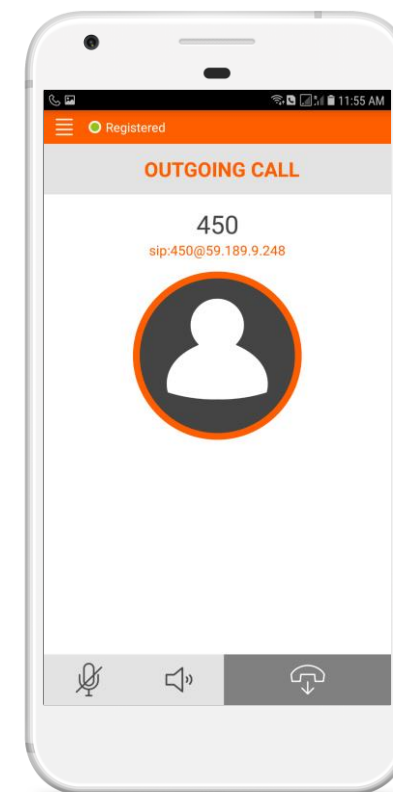 11:55 AM
Registered
OUTGOING CALL
450
sip:450@59.189.9.248